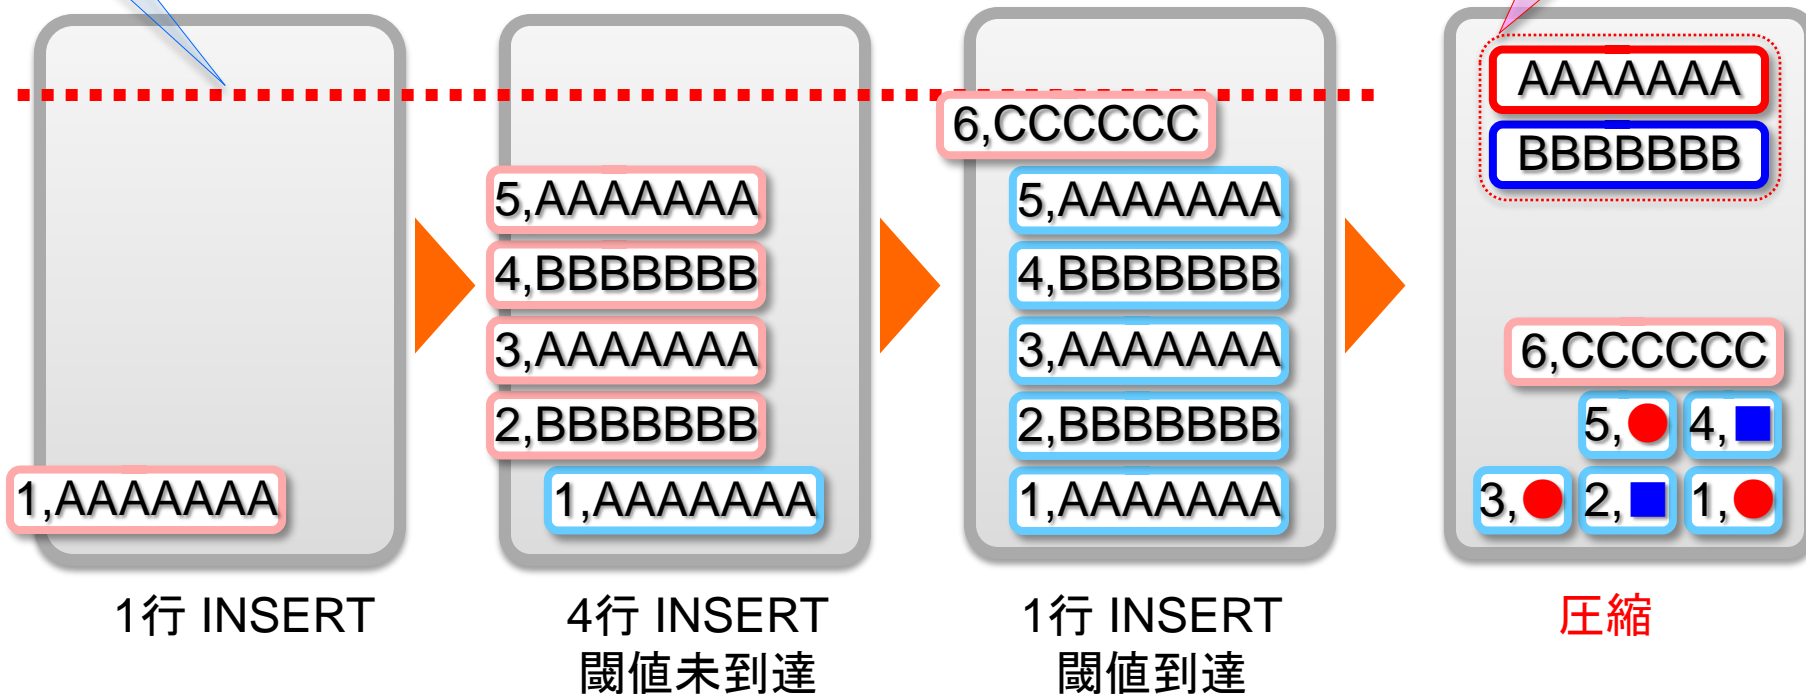 1,AAAAAAA
1行 INSERT
5,AAAAAAA
4,BBBBBBB
3,AAAAAAA
2,BBBBBBB
1,AAAAAAA
4行 INSERT
閾値未到達
6,CCCCCC
5,AAAAAAA
4,BBBBBBB
3,AAAAAAA
2,BBBBBBB
1,AAAAAAA
1行 INSERT
閾値到達
AAAAAAA
BBBBBBB
6,CCCCCC
5,● 4,■
3,● 2,■ 1,●
圧縮